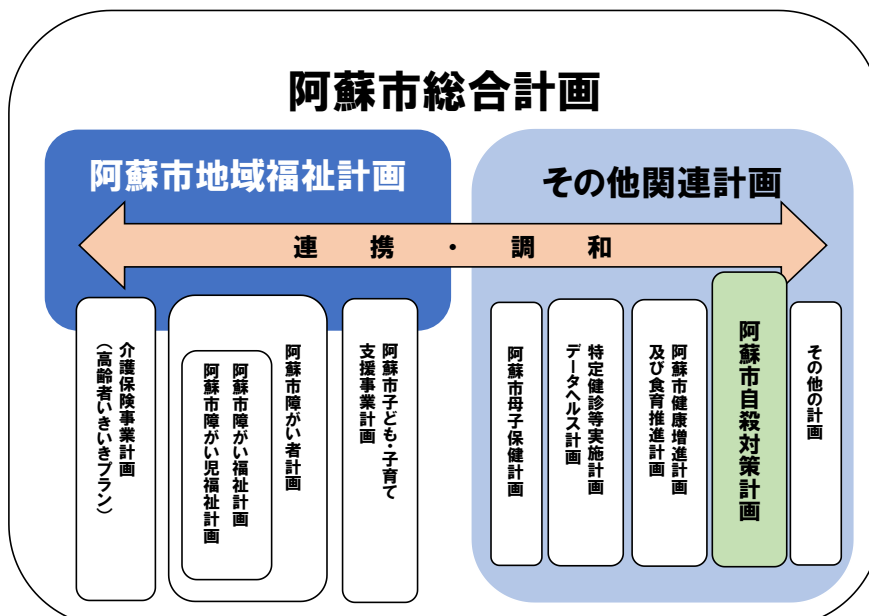 阿蘇市総合計画
阿蘇市地域福祉計画
その他関連計画
連携・調和
介護保険事業計画
（高齢者いきいきプラン）
阿蘇市障がい者計画
阿蘇市障がい福祉計画
阿蘇市障がい児福祉計画
阿蘇市子ども・子育て
支援事業計画
阿蘇市母子保健計画
特定健診等実施計画
データヘルス計画
阿蘇市健康増進計画
及び食育推進計画
阿蘇市自殺対策計画
その他の計画